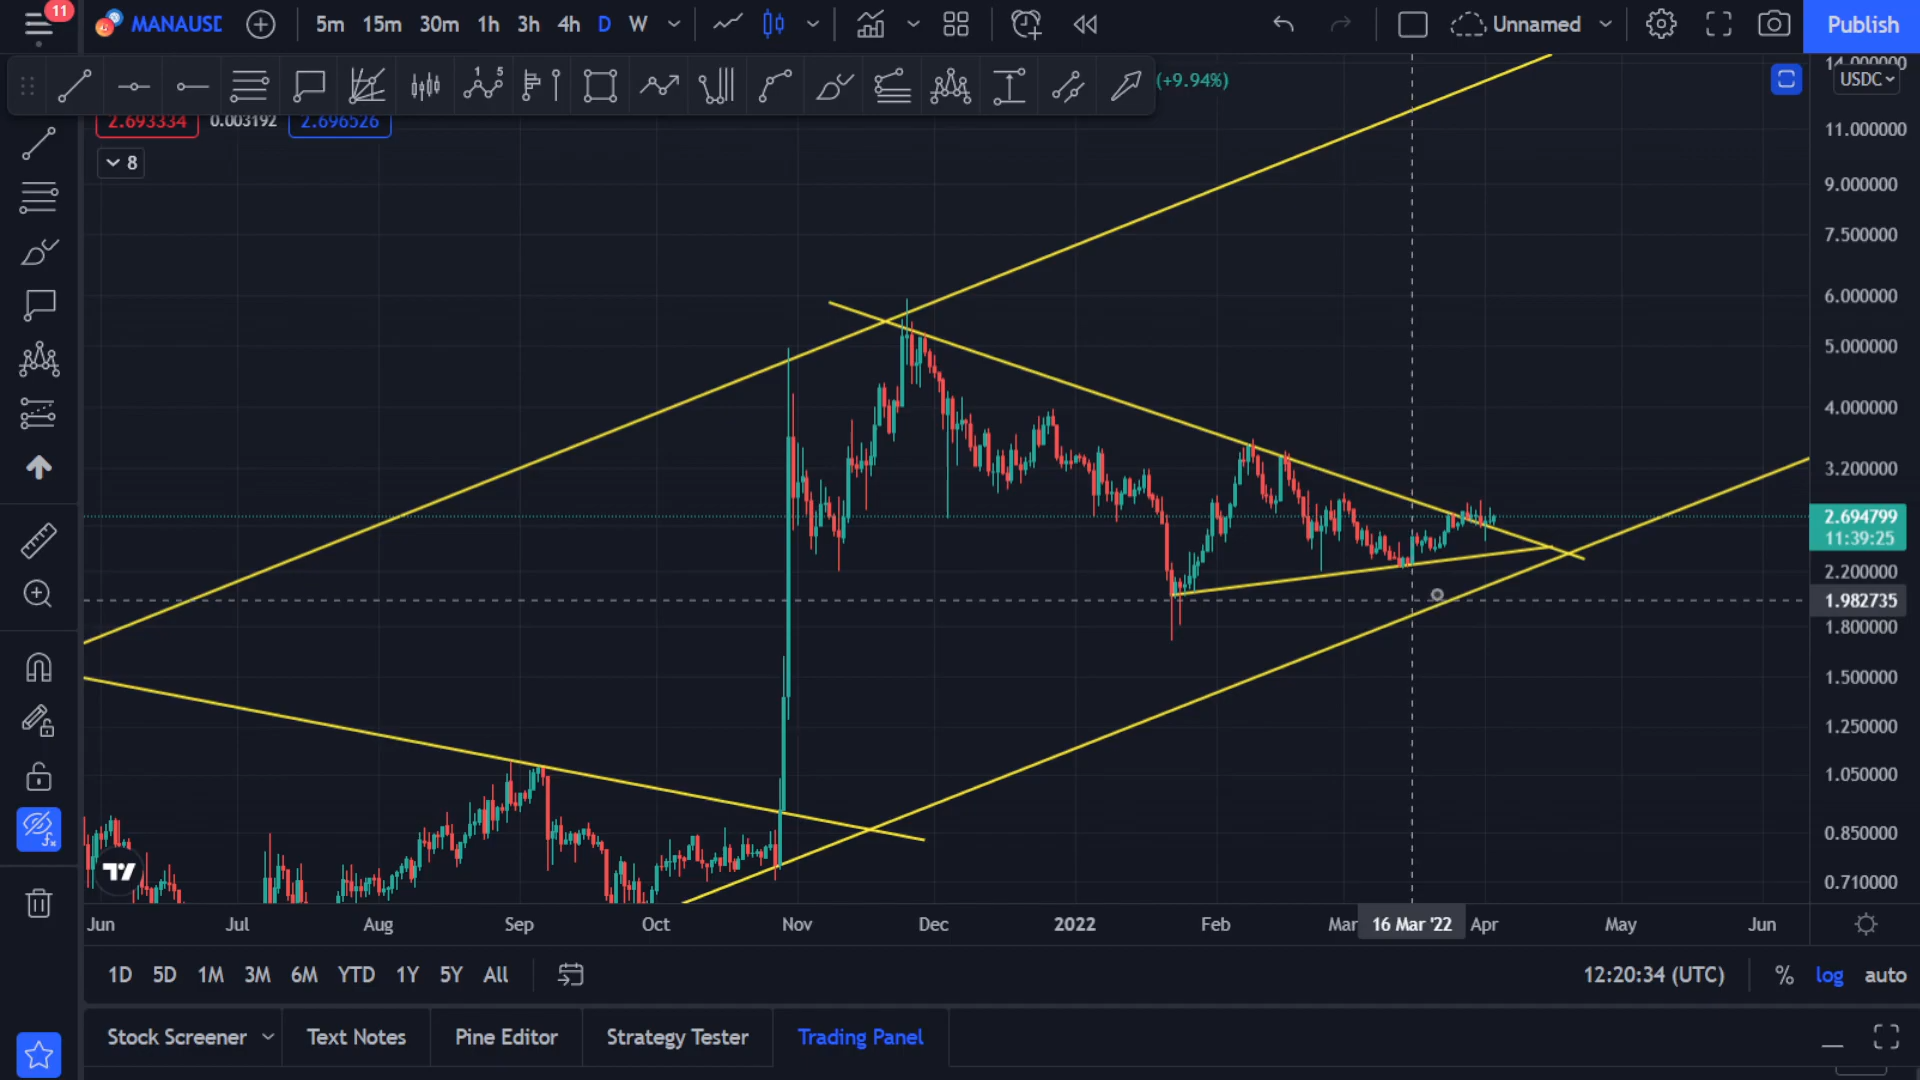 11
MANAUSD
5m 15m 30m 1h 3h 4h D W
Unnamed
Publish
(+9.94%)
USDC
14.000000
2.693334 0.003192 2.696526
8
11.000000
9.000000
7.500000
6.000000
5.000000
4.000000
3.200000
2.694799
11:39:25
2.200000
1.982735
1.800000
1.500000
1.250000
1.050000
0.850000
0.710000
Jun Jul Aug Sep Oct Nov Dec 2022 Feb Mar 16 Mar '22 Apr May Jun
1D 5D 1M 3M 6M YTD 1Y 5Y All
12:20:34 (UTC) % log auto
Stock Screener Text Notes Pine Editor Strategy Tester Trading Panel